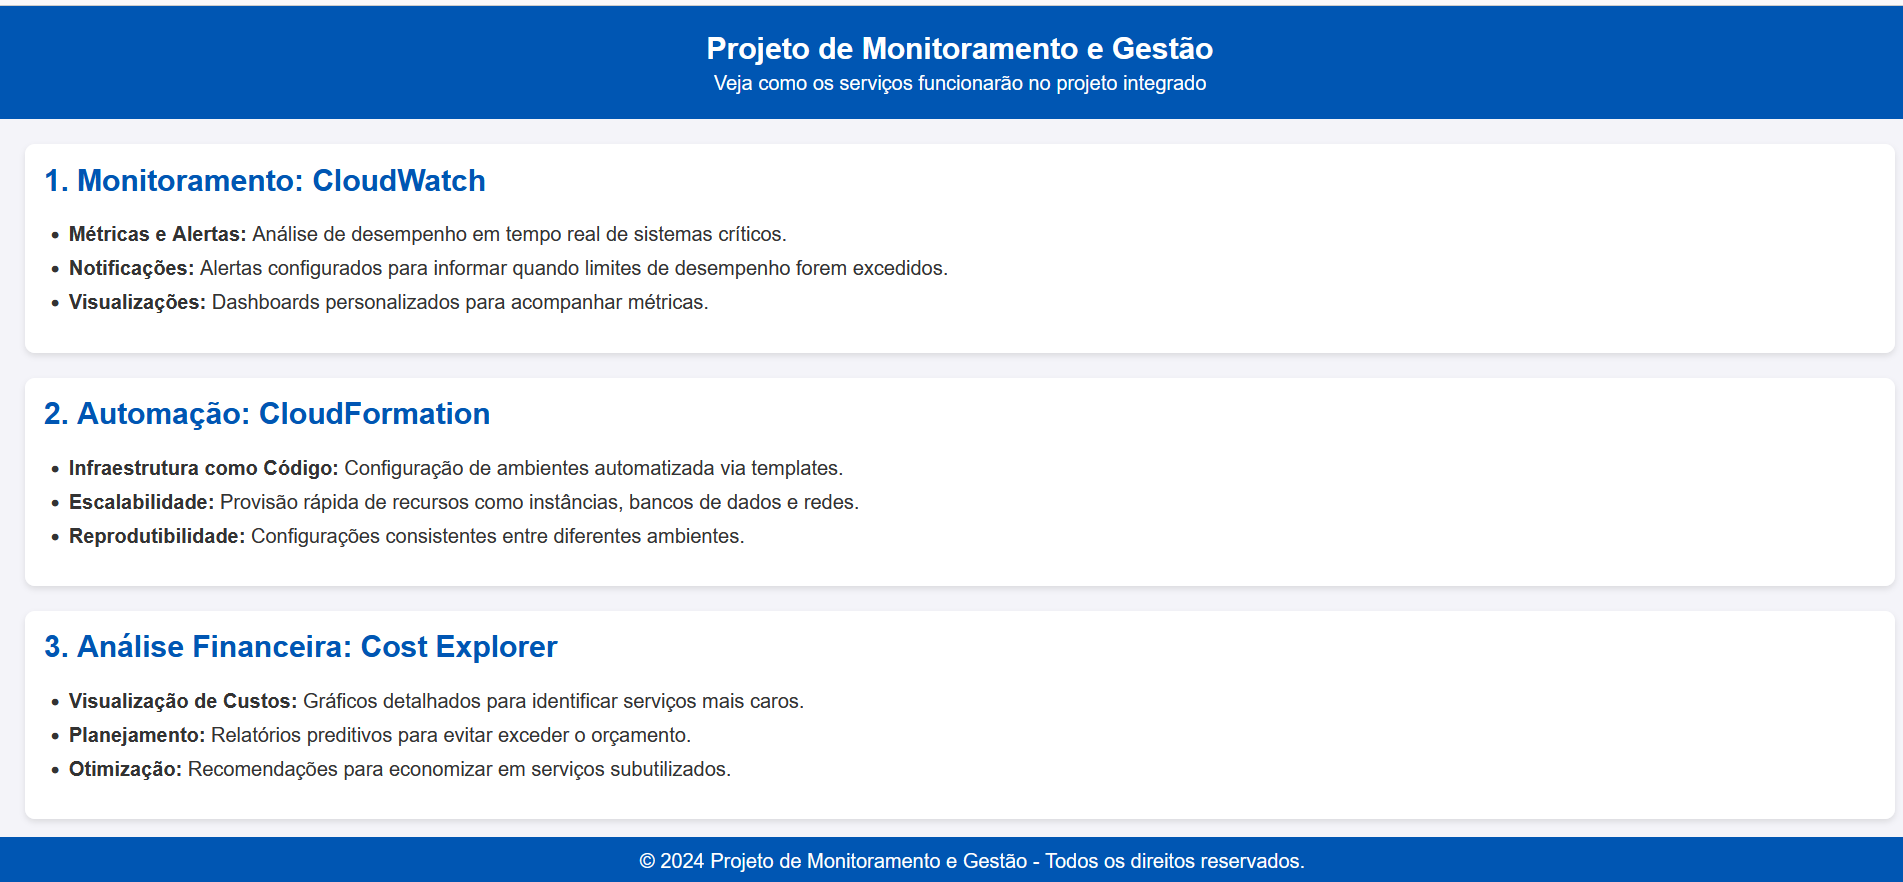 Projeto de Monitoramento e Gestão
Veja como os serviços funcionarão no projeto integrado
1. Monitoramento: CloudWatch
• Métricas e Alertas: Análise de desempenho em tempo real de sistemas críticos.
• Notificações: Alertas configurados para informar quando limites de desempenho forem excedidos.
• Visualizações: Dashboards personalizados para acompanhar métricas.
2. Automação: CloudFormation
• Infraestrutura como Código: Configuração de ambientes automatizada via templates.
• Escalabilidade: Provisão rápida de recursos como instâncias, bancos de dados e redes.
• Reprodutibilidade: Configurações consistentes entre diferentes ambientes.
3. Análise Financeira: Cost Explorer
• Visualização de Custos: Gráficos detalhados para identificar serviços mais caros.
• Planejamento: Relatórios preditivos para evitar exceder o orçamento.
• Otimização: Recomendações para economizar em serviços subutilizados.
© 2024 Projeto de Monitoramento e Gestão - Todos os direitos reservados.